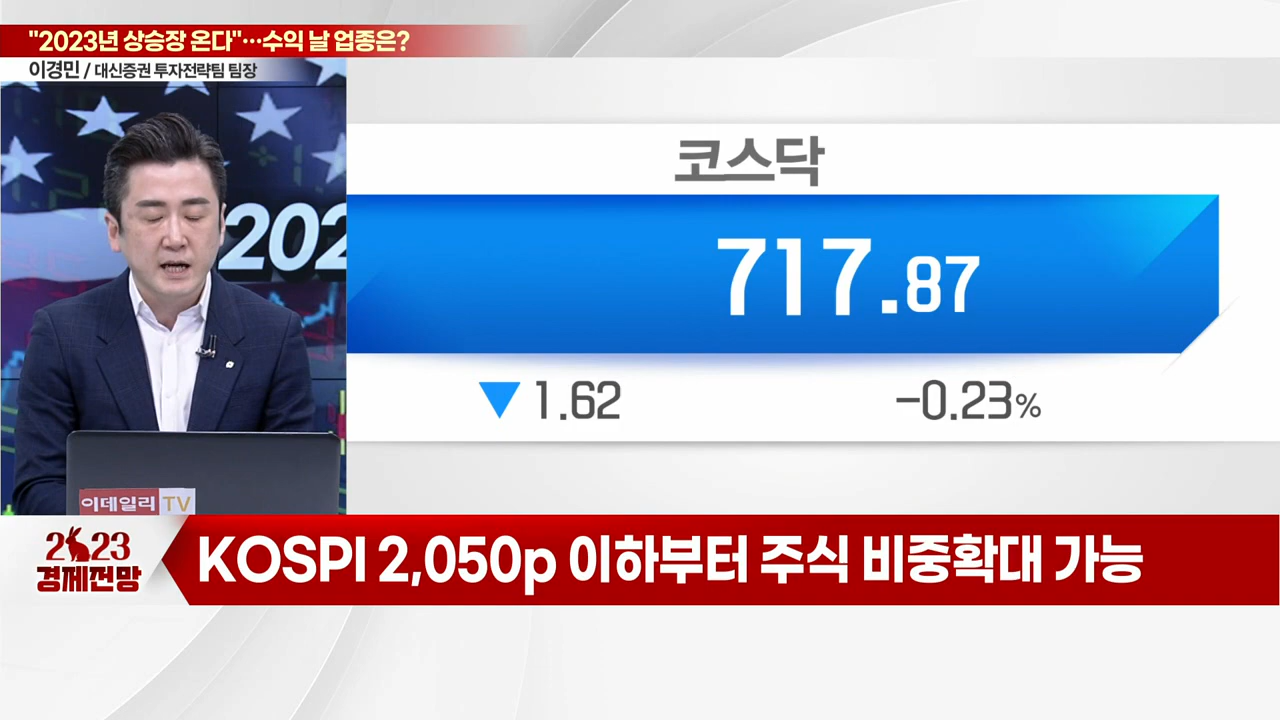 "2023년 상승장 온다"…수익 날 업종은?
이경민 / 대신증권 투자전략팀 팀장
202
코스닥
717.87
▼ 1.62 -0.23%
이데일리 TV
2023
경제전망
KOSPI 2,050p 이하부터 주식 비중확대 가능